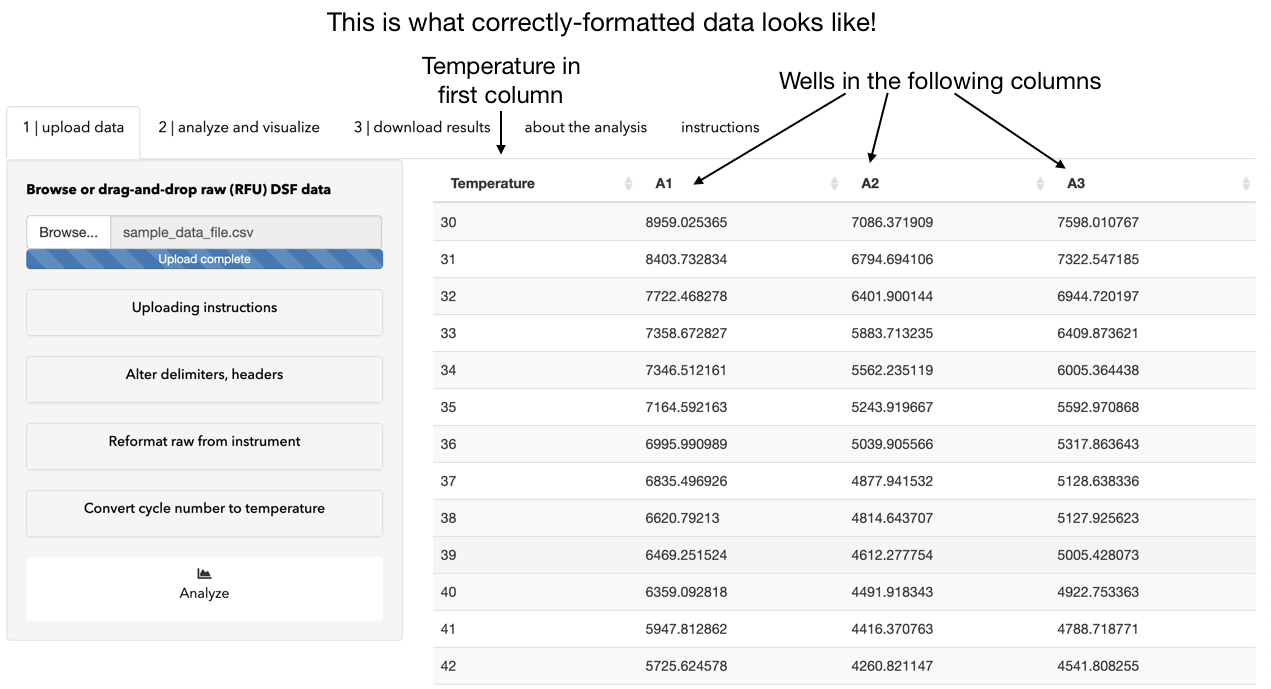 This is what correctly-formatted data looks like!
Temperature in
first column
Wells in the following columns
1 | upload data 2 | analyze and visualize 3 | download results about the analysis instructions
Browse or drag-and-drop raw (RFU) DSF data
Browse... sample_data_file.csv
Upload complete
Uploading instructions
Alter delimiters, headers
Reformat raw from instrument
Convert cycle number to temperature
Analyze
Temperature A1 A2 A3
30 8959.025365 7086.371909 7598.010767
31 8403.732834 6794.694106 7322.547185
32 7722.468278 6401.900144 6944.720197
33 7358.672827 5883.713235 6409.873621
34 7346.512161 5562.235119 6005.364438
35 7164.592163 5243.919667 5592.970868
36 6995.990989 5039.905566 5317.863643
37 6835.496926 4877.941532 5128.638336
38 6620.79213 4814.643707 5127.925623
39 6469.251524 4612.277754 5005.428073
40 6359.092818 4491.918343 4922.753363
41 5947.812862 4416.370763 4788.718771
42 5725.624578 4260.821147 4541.808255